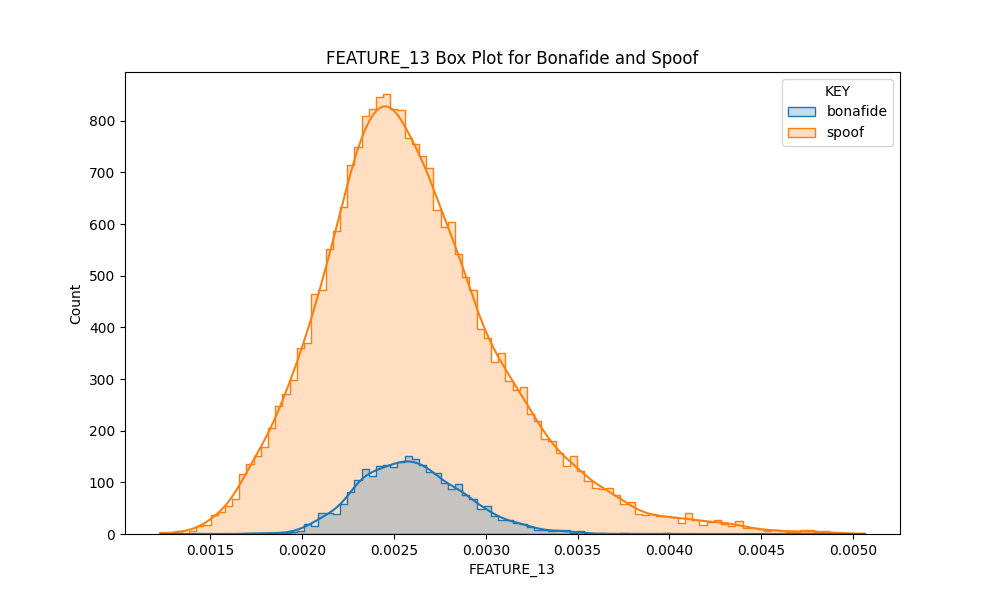 FEATURE_13 Box Plot for Bonafide and Spoof
KEY
bonafide
spoof
Count
800
700
600
500
400
300
200
100
0
0.0015 0.0020 0.0025 0.0030 0.0035 0.0040 0.0045 0.0050
FEATURE_13